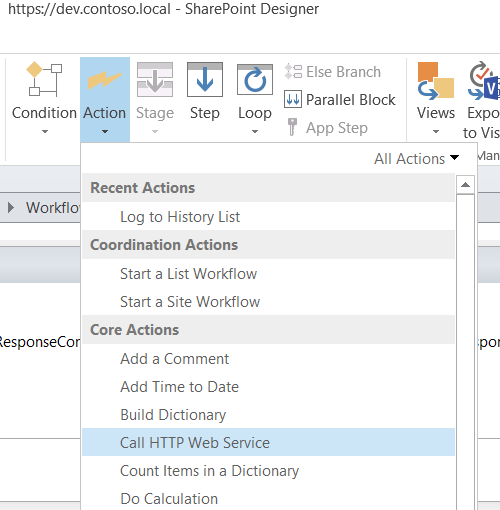 https://dev.contoso.local - SharePoint Designer
Condition
Action
Stage
Step
Loop
Else Branch
Parallel Block
App Step
Views
Expo
to Vis
Man
All Actions
Workflo
Recent Actions
Log to History List
Coordination Actions
Start a List Workflow
Start a Site Workflow
Core Actions
ResponseCor
spon
Add a Comment
Add Time to Date
Build Dictionary
Call HTTP Web Service
Count Items in a Dictionary
Do Calculation